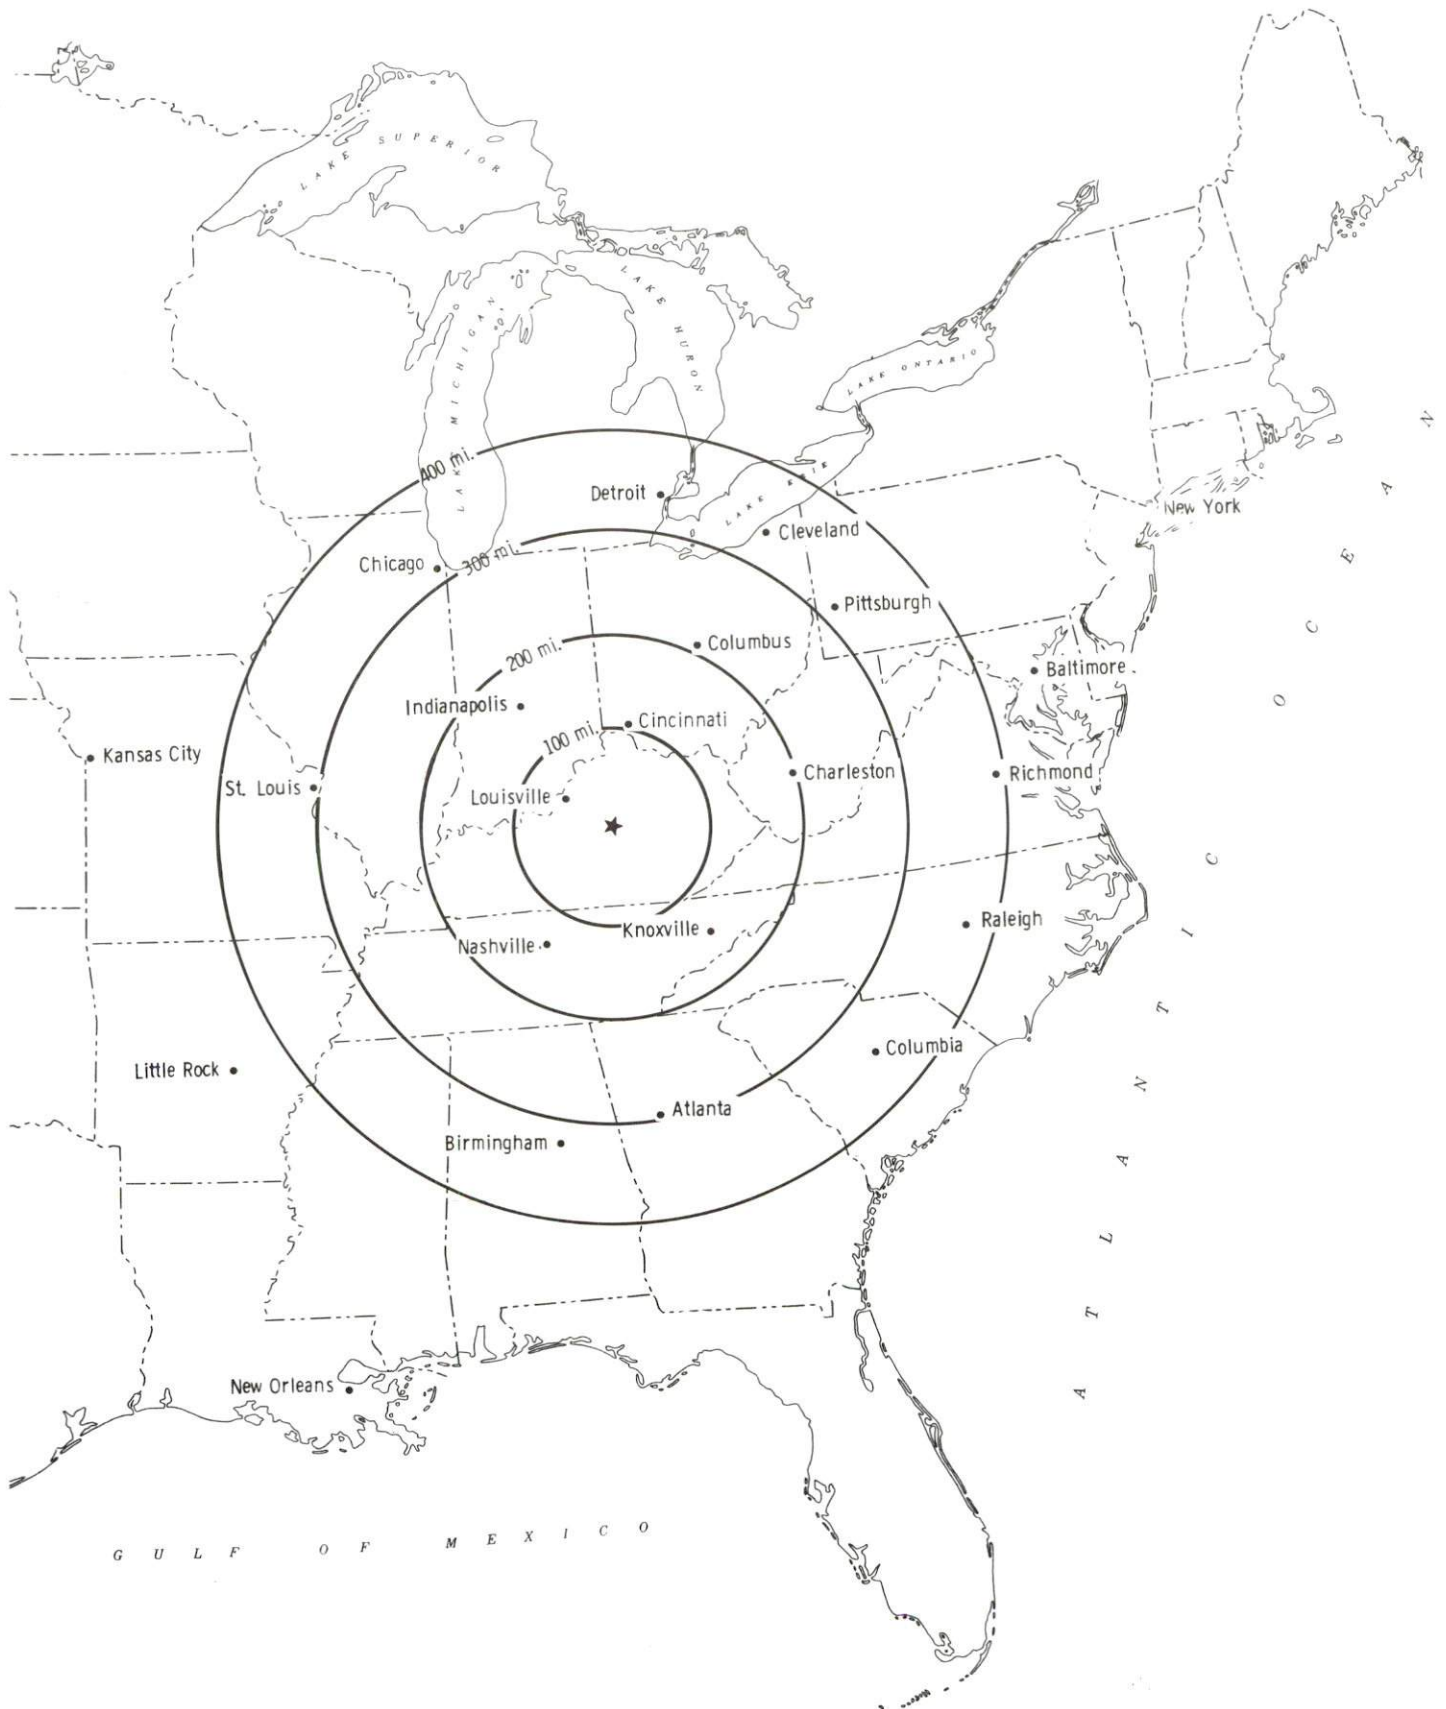 LAKE SUPERIOR
LAKE HURON
LAKE MICHIGAN
LAKE ONTARIO
400 mi.
Detroit
LAKE ERIE
New York
Cleveland
300 mi.
Chicago
Pittsburgh
Columbus
200 mi.
Baltimore
Indianapolis
Cincinnati
100 mi.
Kansas City
Charleston
Richmond
St. Louis
Louisville
Raleigh
Knoxville
Nashville
Columbia
Little Rock
Atlanta
Birmingham
New Orleans
ATLANTIC OCEAN
GULF OF MEXICO